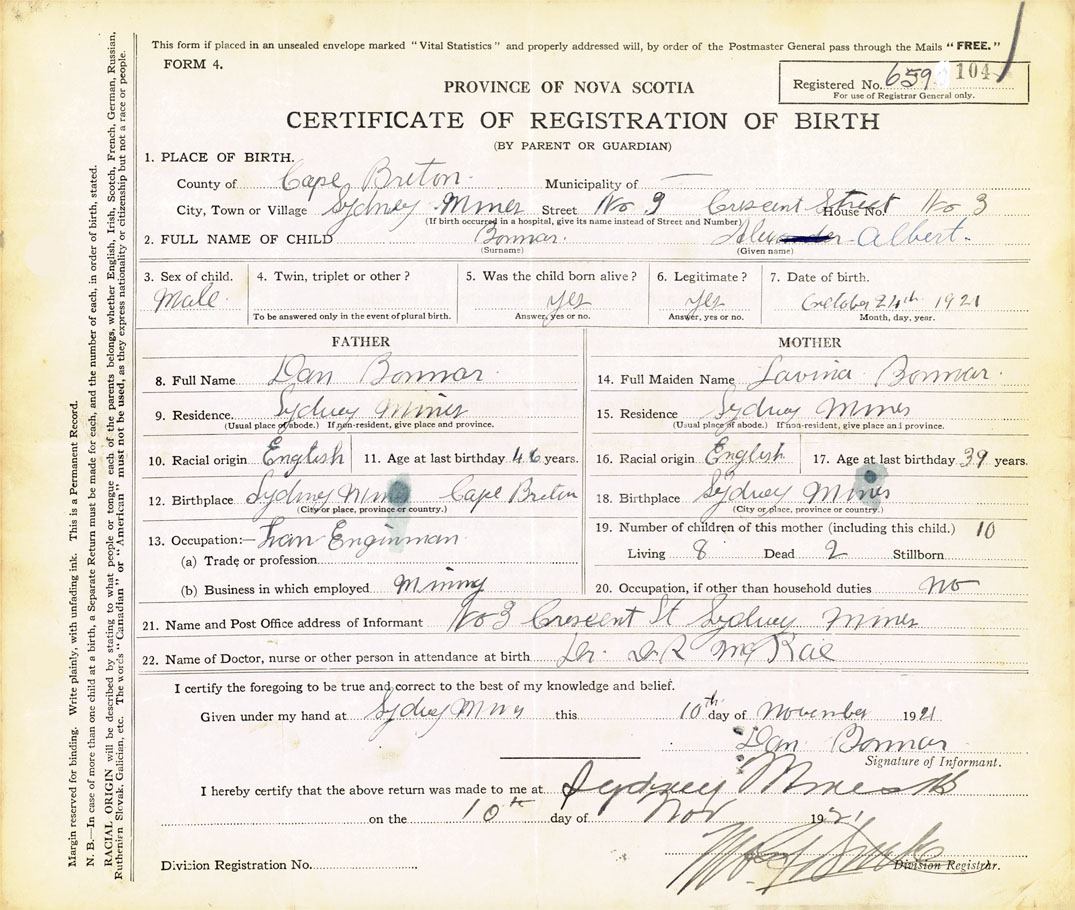 This form if placed in an unsealed envelope marked "Vital Statistics" and properly addressed will, by order of the Postmaster General pass through the Mails "FREE."
FORM 4.
Registered No. 659 104
For use of Registrar General only.
PROVINCE OF NOVA SCOTIA
CERTIFICATE OF REGISTRATION OF BIRTH
(BY PARENT OR GUARDIAN)
1. PLACE OF BIRTH.
County of Cape Breton Municipality of —
City, Town or Village Sydney Mines Street No 3 Crescent Street House No. No 3
(If birth occurred in a hospital, give its name instead of Street and Number)
2. FULL NAME OF CHILD Bonnar. Albert.
(Surname) (Given name)
3. Sex of child. 4. Twin, triplet or other? 5. Was the child born alive? 6. Legitimate? 7. Date of birth.
Male. yes yes October 24th 1921
To be answered only in the event of plural birth. Answer, yes or no. Answer, yes or no. Month, day, year.
FATHER
8. Full Name Dan Bonnar.
9. Residence. Sydney Mines
(Usual place of abode.) If non-resident, give place and province.
10. Racial origin English 11. Age at last birthday 46 years.
12. Birthplace Sydney Mines Cape Breton
(City or place, province or country.)
13. Occupation:— Enginman
(a) Trade or profession
(b) Business in which employed Mining
MOTHER
14. Full Maiden Name Lavina Bonnar.
15. Residence Sydney Mines
(Usual place of abode.) If non-resident, give place and province.
16. Racial origin English 17. Age at last birthday 39 years.
18. Birthplace Sydney Mines
(City or place, province or country.)
19. Number of children of this mother (including this child.) 10
Living 8 Dead 2 Stillborn
20. Occupation, if other than household duties No
21. Name and Post Office address of Informant No 3 Crescent St Sydney Mines
22. Name of Doctor, nurse or other person in attendance at birth Dr. D. R McRae
I certify the foregoing to be true and correct to the best of my knowledge and belief.
Given under my hand at Sydney Mines this 10th day of November 1921
Dan Bonnar
Signature of Informant.
I hereby certify that the above return was made to me at Sydney Mines
on the 10th day of Nov 1921
Division Registrar.
Division Registration No.
Margin reserved for binding. Write plainly, with unfading ink. This is a Permanent Record.
N. B.—In case of more than one child at a birth, a Separate Return must be made for each, and the number of each, in order of birth, stated.
RACIAL ORIGIN will be described by stating to what people or tongue each of the parents belongs, whether English, Irish, Scotch, French, German, Russian,
Ruthenian, Slovak, Galician, etc. The words "Canadian" or "American" must not be used, as they express nationality or citizenship but not a race or people.